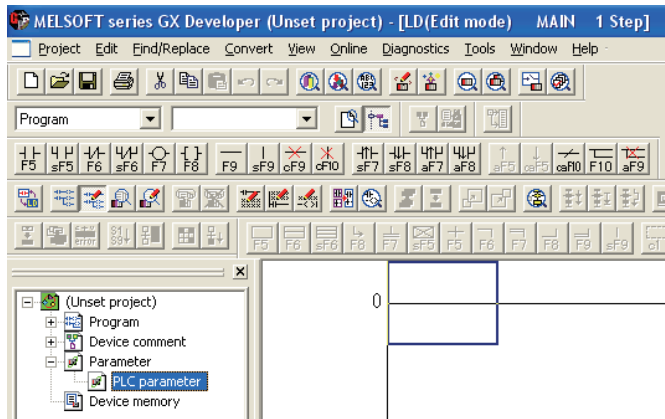 MELSOFT series GX Developer (Unset project) - [LD(Edit mode) MAIN 1 Step]
Project Edit Find/Replace Convert View Online Diagnostics Tools Window Help
Program
F5 sF5 F6 sF6 F7 F8 F9 sF9 cF9 cF10 sF7 sF8 aF7 aF8 aF5 caF5 caF10 F10 aF9
error
F5 F6 sF6 F8 F7 sF5 F5 F6 F7 F8 F9 sF9
0
(Unset project)
Program
Device comment
Parameter
PLC parameter
Device memory